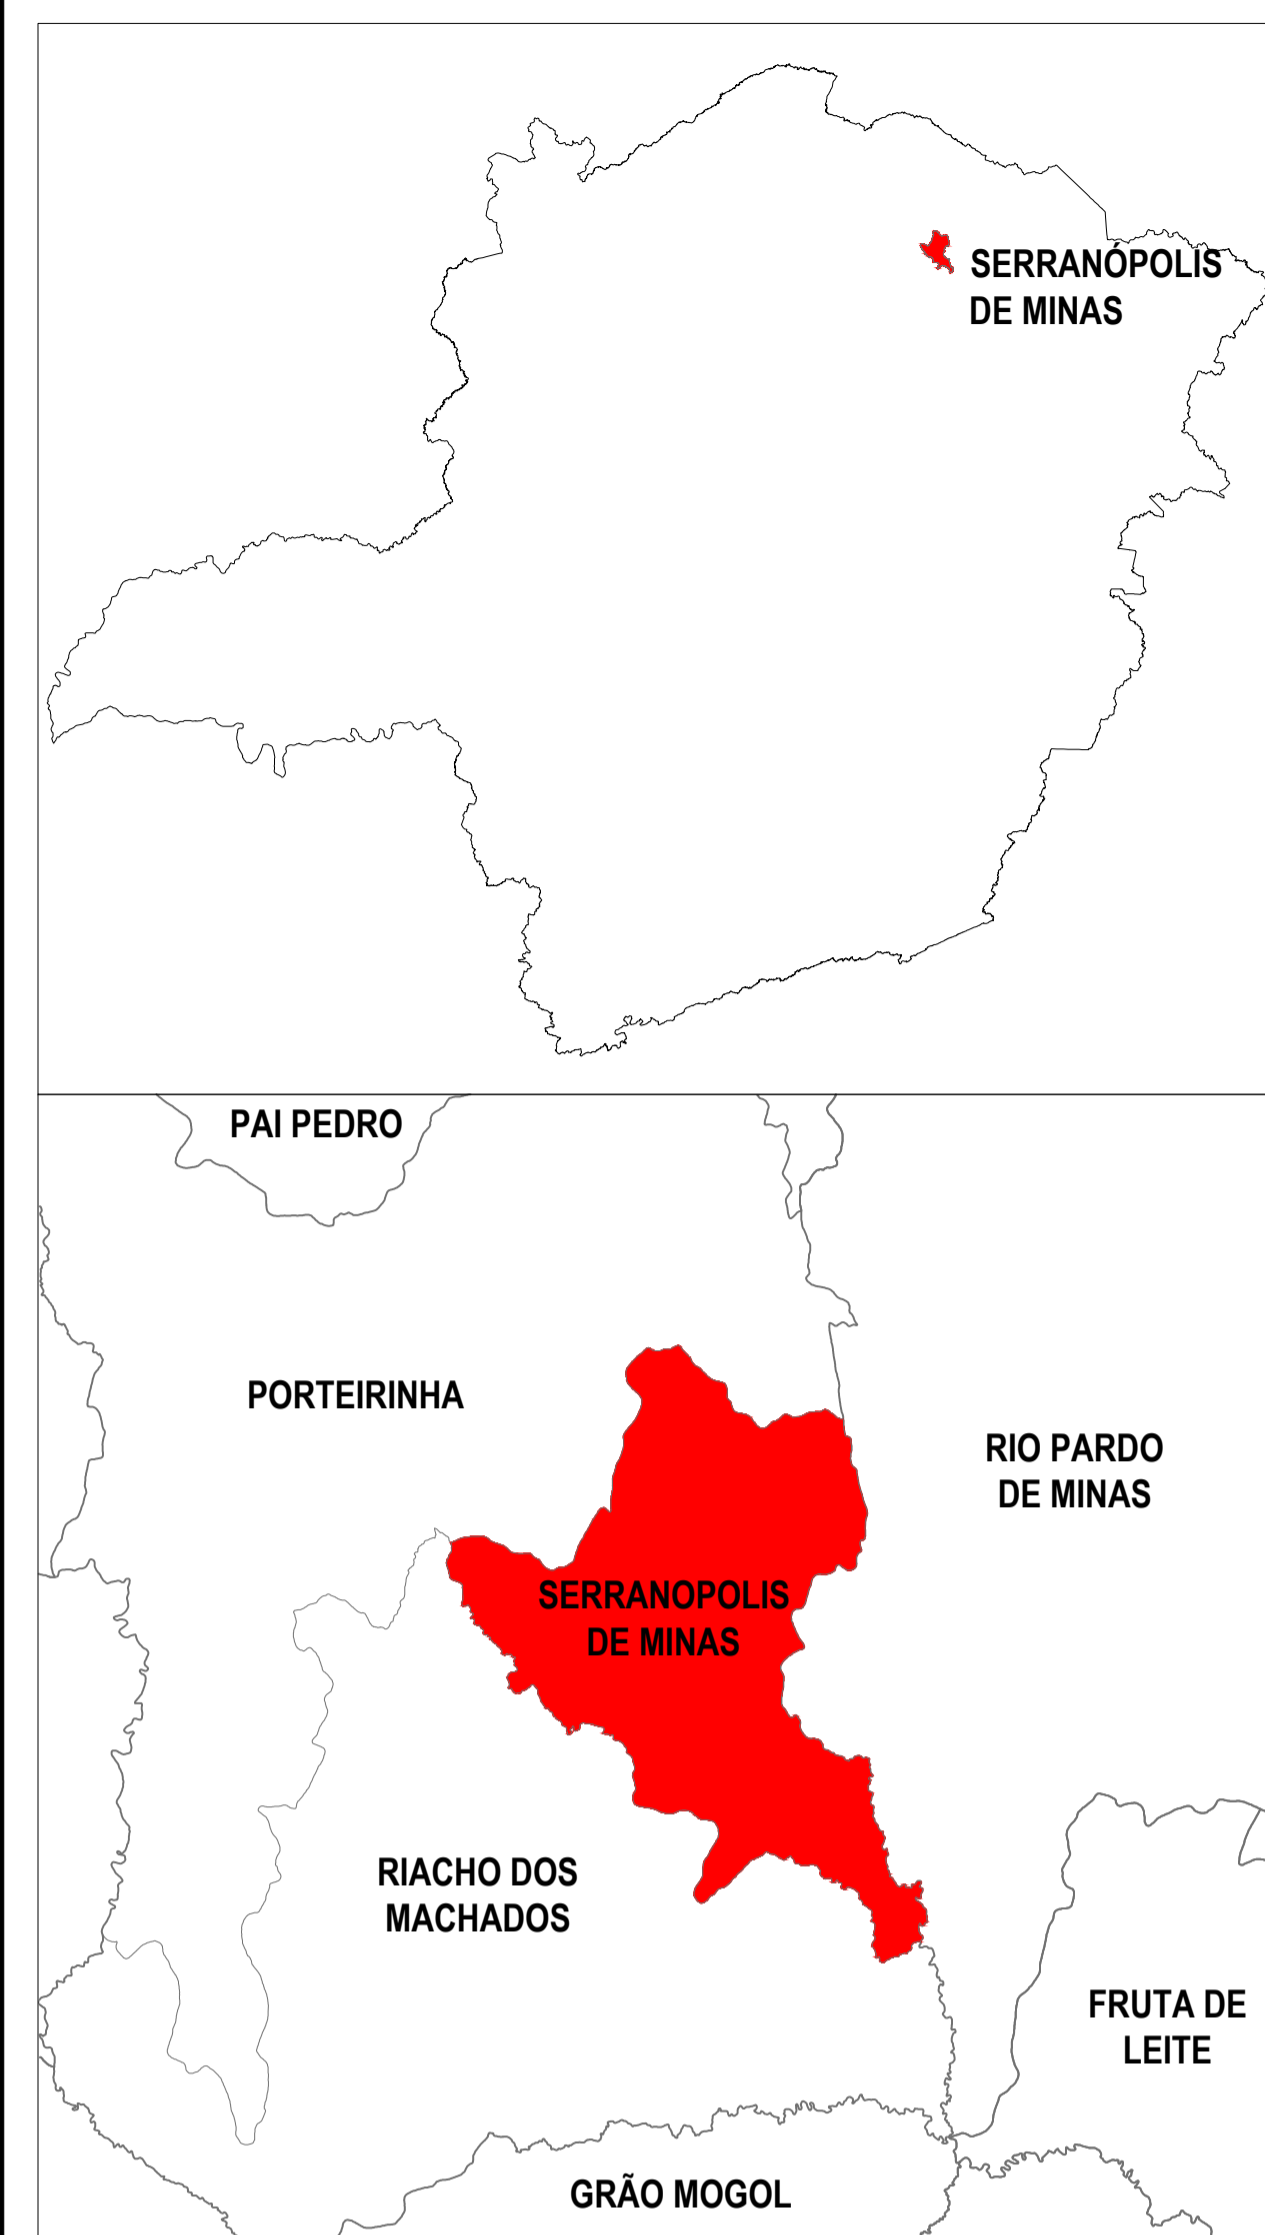 SERRANÓPOLIS
DE MINAS
PAI PEDRO
PORTEIRINHA
RIO PARDO
DE MINAS
SERRANOPOLIS
DE MINAS
RIACHO DOS
MACHADOS
FRUTA DE
LEITE
GRÃO MOGOL